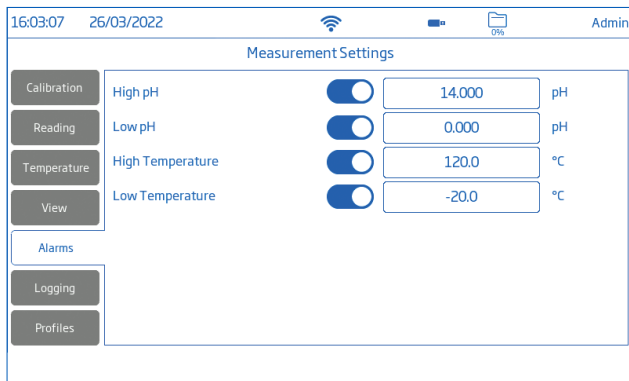 16:03:07 26/03/2022 0% Admin
Measurement Settings
Calibration
High pH 14.000 pH
Reading
Low pH 0.000 pH
Temperature
High Temperature 120.0 °C
View
Low Temperature -20.0 °C
Alarms
Logging
Profiles